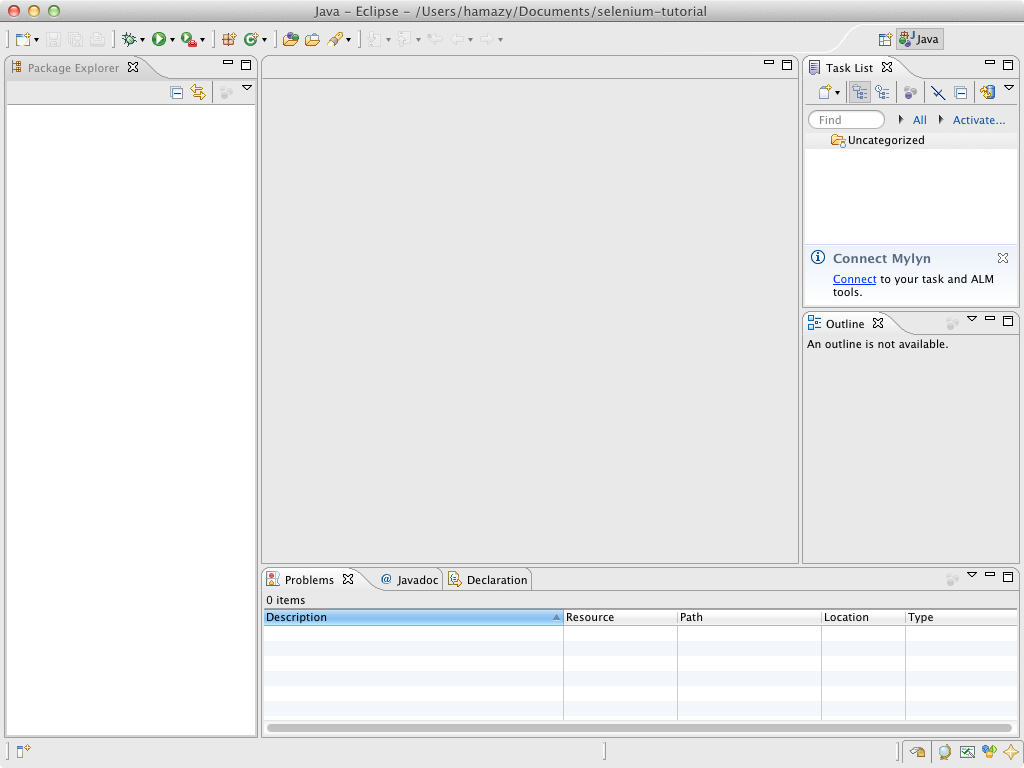 Java – Eclipse – /Users/hamazy/Documents/selenium-tutorial
Java
Package Explorer
Task List
Find
All
Activate...
Uncategorized
Connect Mylyn
Connect to your task and ALM
tools.
Outline
An outline is not available.
Problems
@ Javadoc
Declaration
0 items
Description
Resource
Path
Location
Type